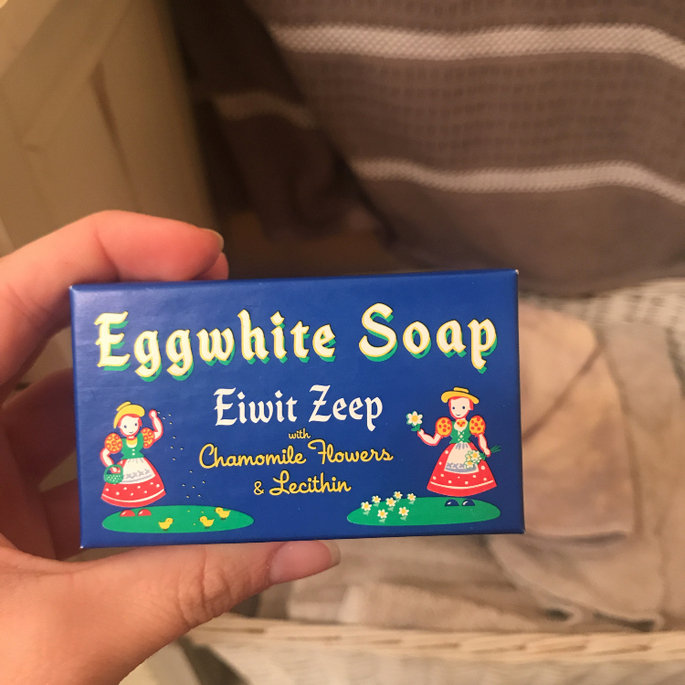 Eggwhite Soap
Eiwit Zeep
with
Chamomile Flowers
& Lecithin